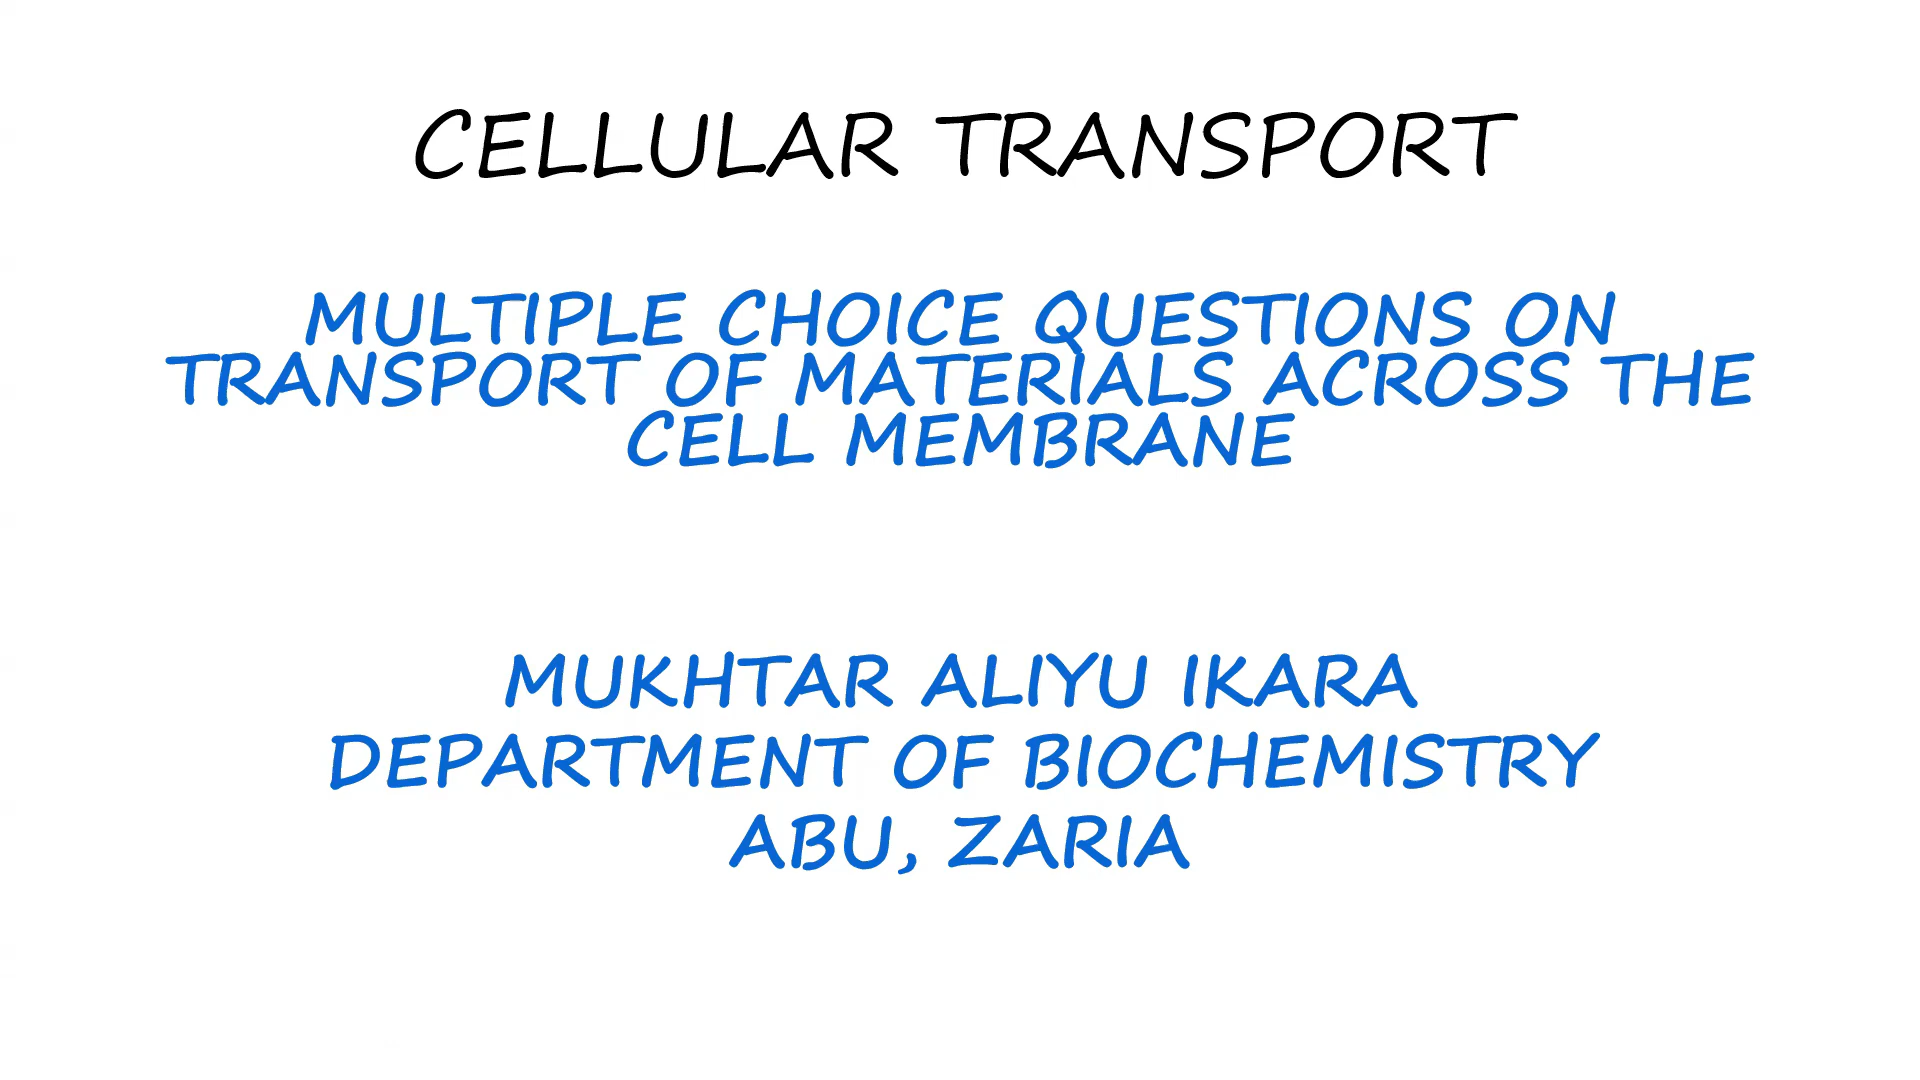 CELLULAR TRANSPORT
MULTIPLE CHOICE QUESTIONS ON
TRANSPORT OF MATERIALS ACROSS THE
CELL MEMBRANE
MUKHTAR ALIYU IKARA
DEPARTMENT OF BIOCHEMISTRY
ABU, ZARIA